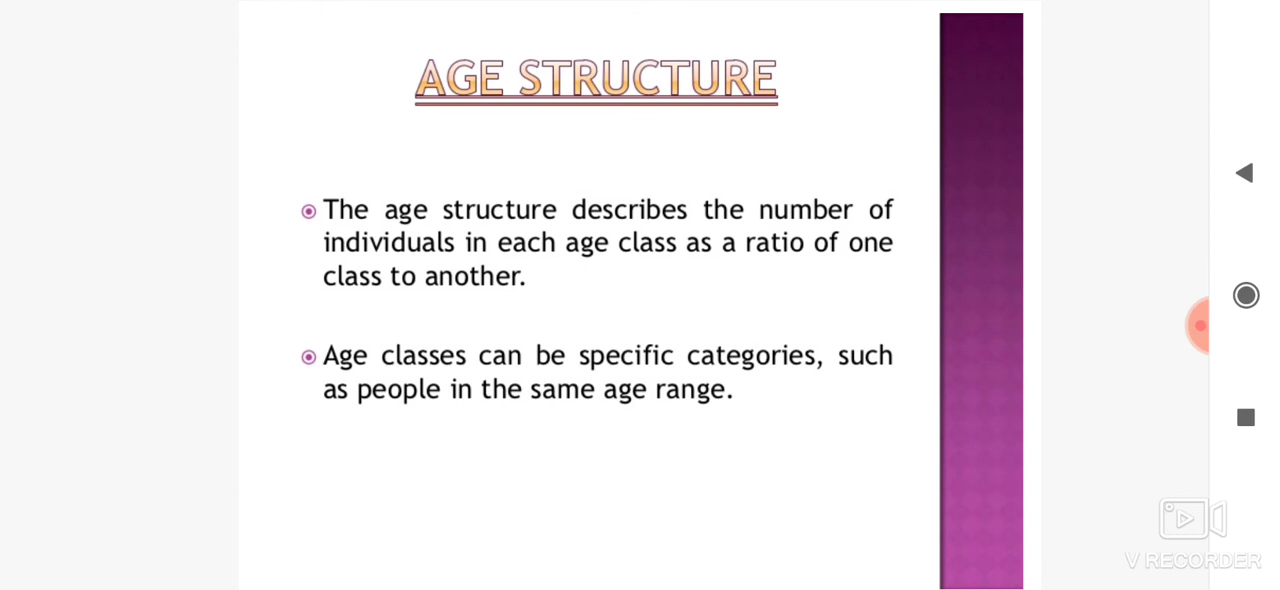 AGE STRUCTURE
The age structure describes the number of
individuals in each age class as a ratio of one
class to another.
Age classes can be specific categories, such
as people in the same age range.
V RECORDER